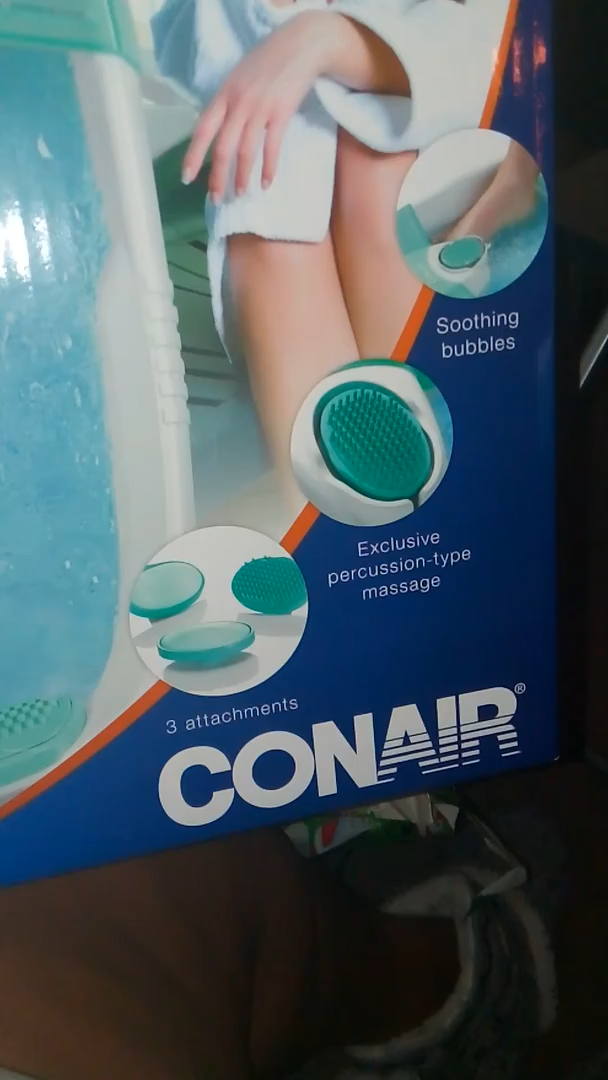 Soothing
bubbles
Exclusive
percussion-type
massage
3 attachments
CONAIR®